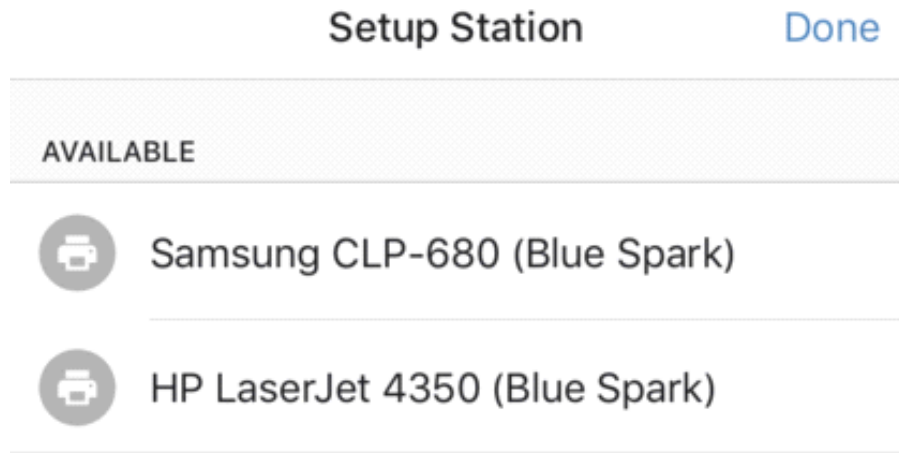 Setup Station Done
AVAILABLE
Samsung CLP-680 (Blue Spark)
HP LaserJet 4350 (Blue Spark)